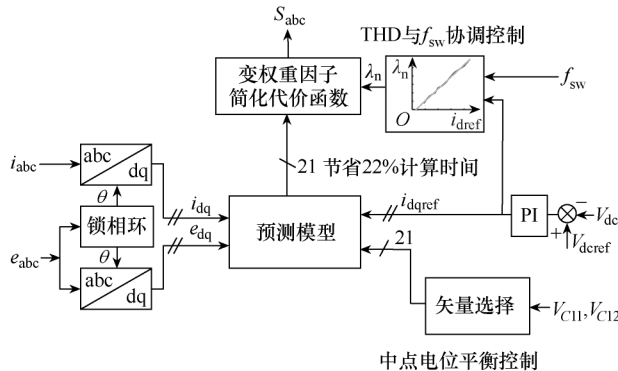 S_abc
THD与f_sw协调控制
变权重因子
简化代价函数
λ_n
λ_n
O
i_dref
f_sw
21 节省22%计算时间
i_abc
abc
dq
θ
i_dq
锁相环
e_dq
预测模型
i_dqref
PI
−
V_dc
+
V_dcref
e_abc
θ
abc
dq
21
矢量选择
V_C11,V_C12
中点电位平衡控制